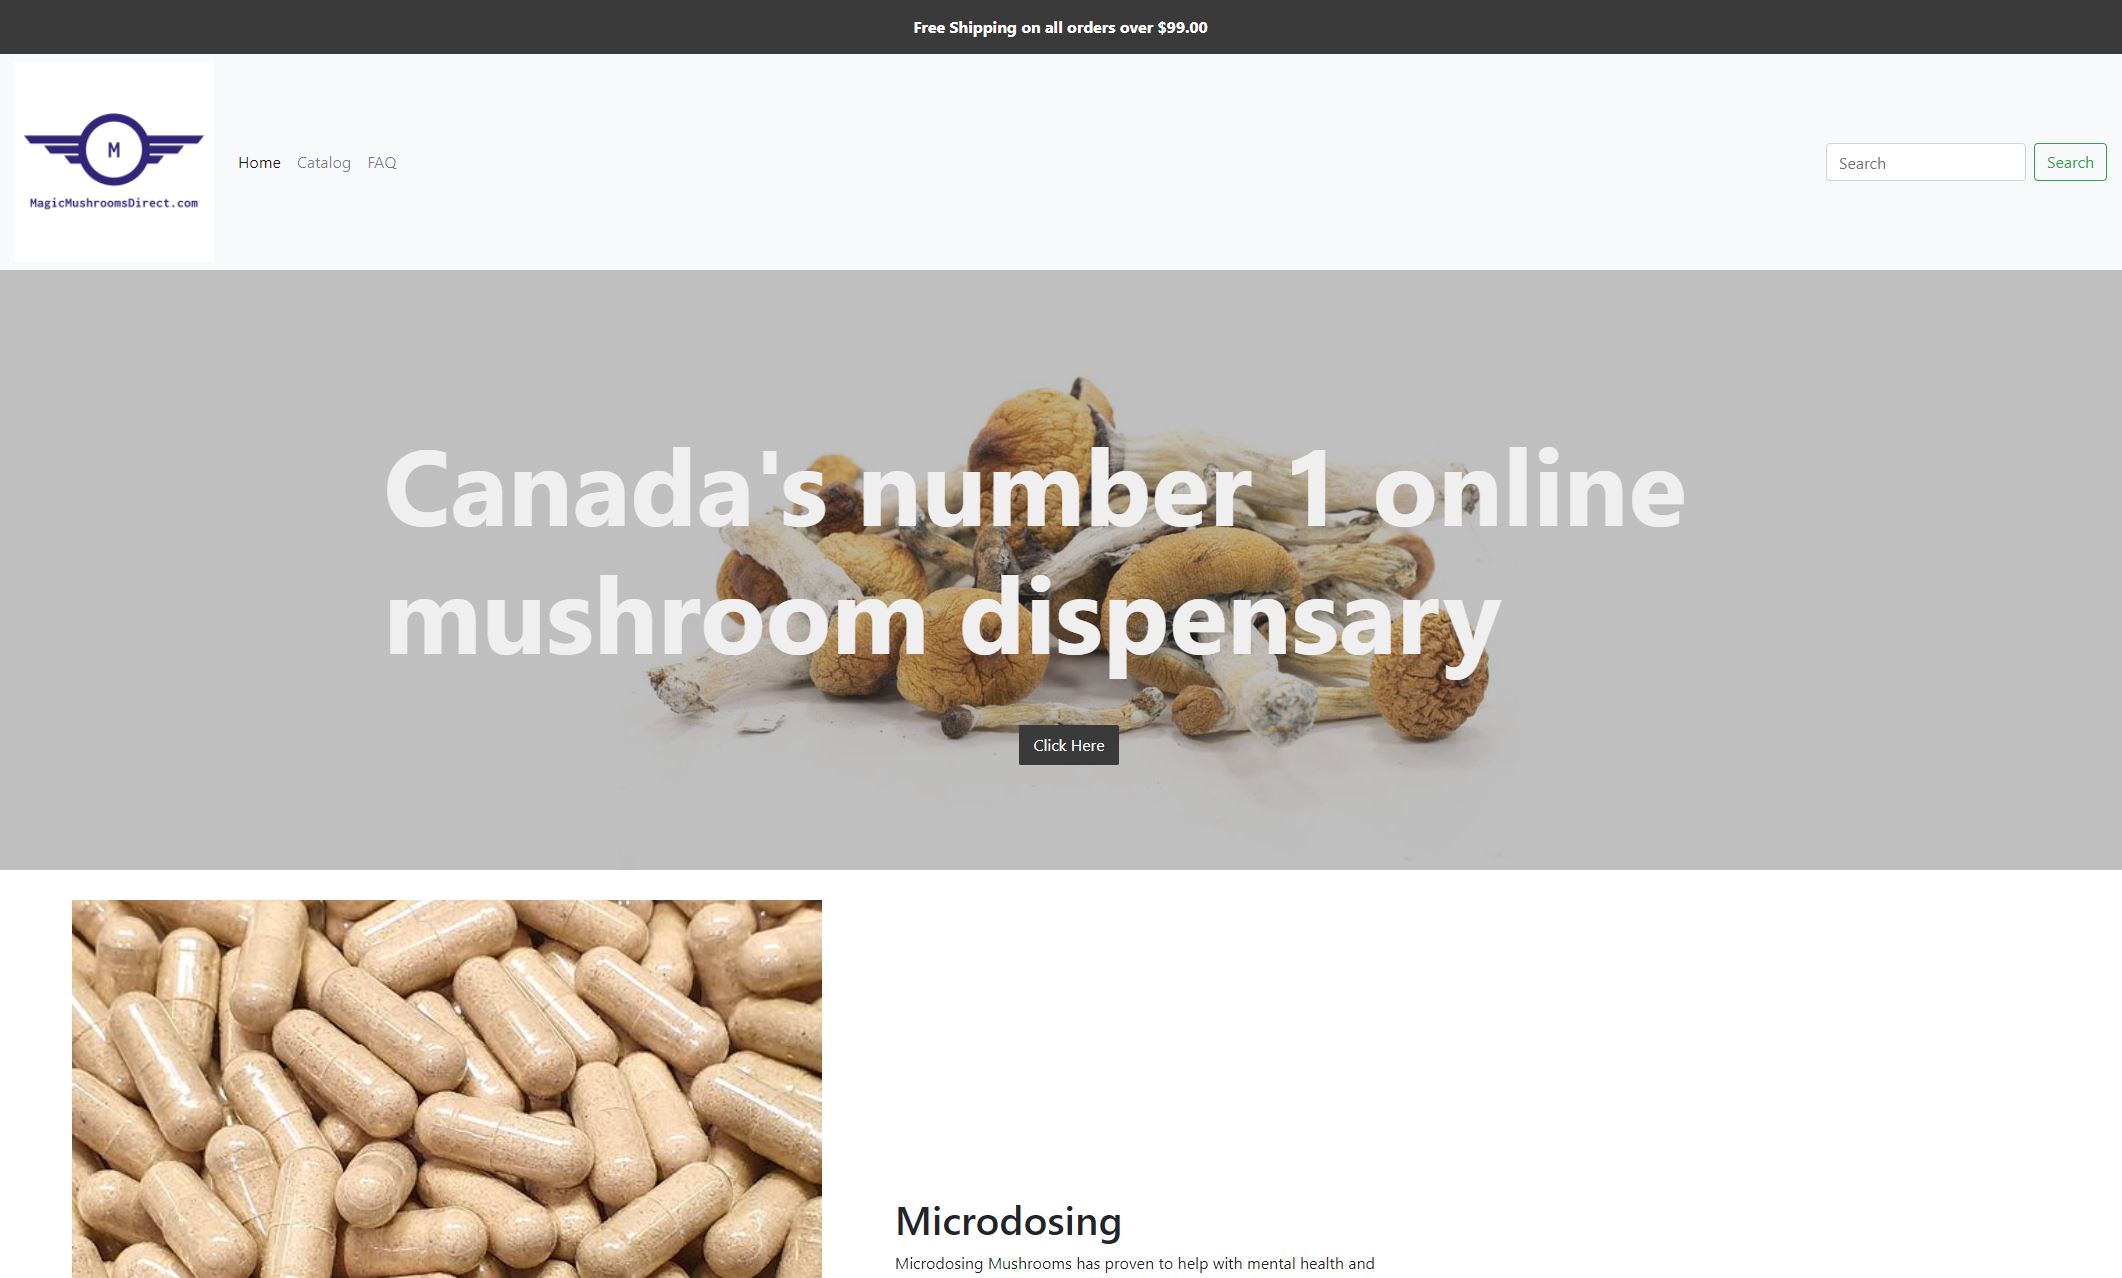 Free Shipping on all orders over $99.00
M
MagicMushroomsDirect.com
Home Catalog FAQ
Search Search
Canada's number 1 online
mushroom dispensary
Click Here
Microdosing
Microdosing Mushrooms has proven to help with mental health and